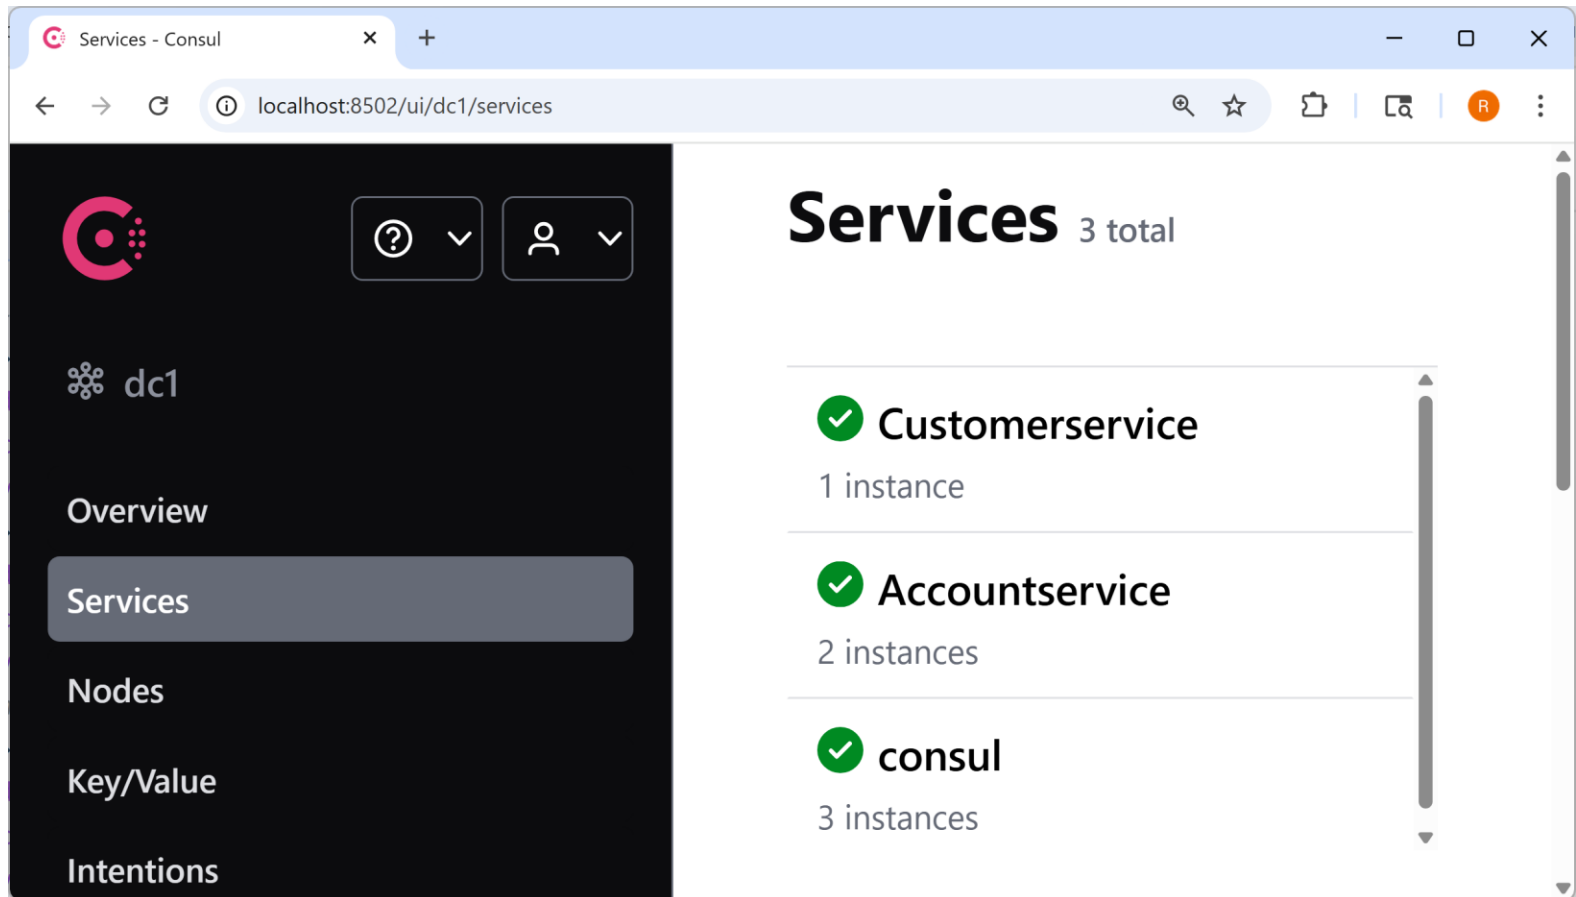 Services - Consul
localhost:8502/ui/dc1/services
R
dc1
Overview
Services
Nodes
Key/Value
Intentions
Services 3 total
Customerservice
1 instance
Accountservice
2 instances
consul
3 instances